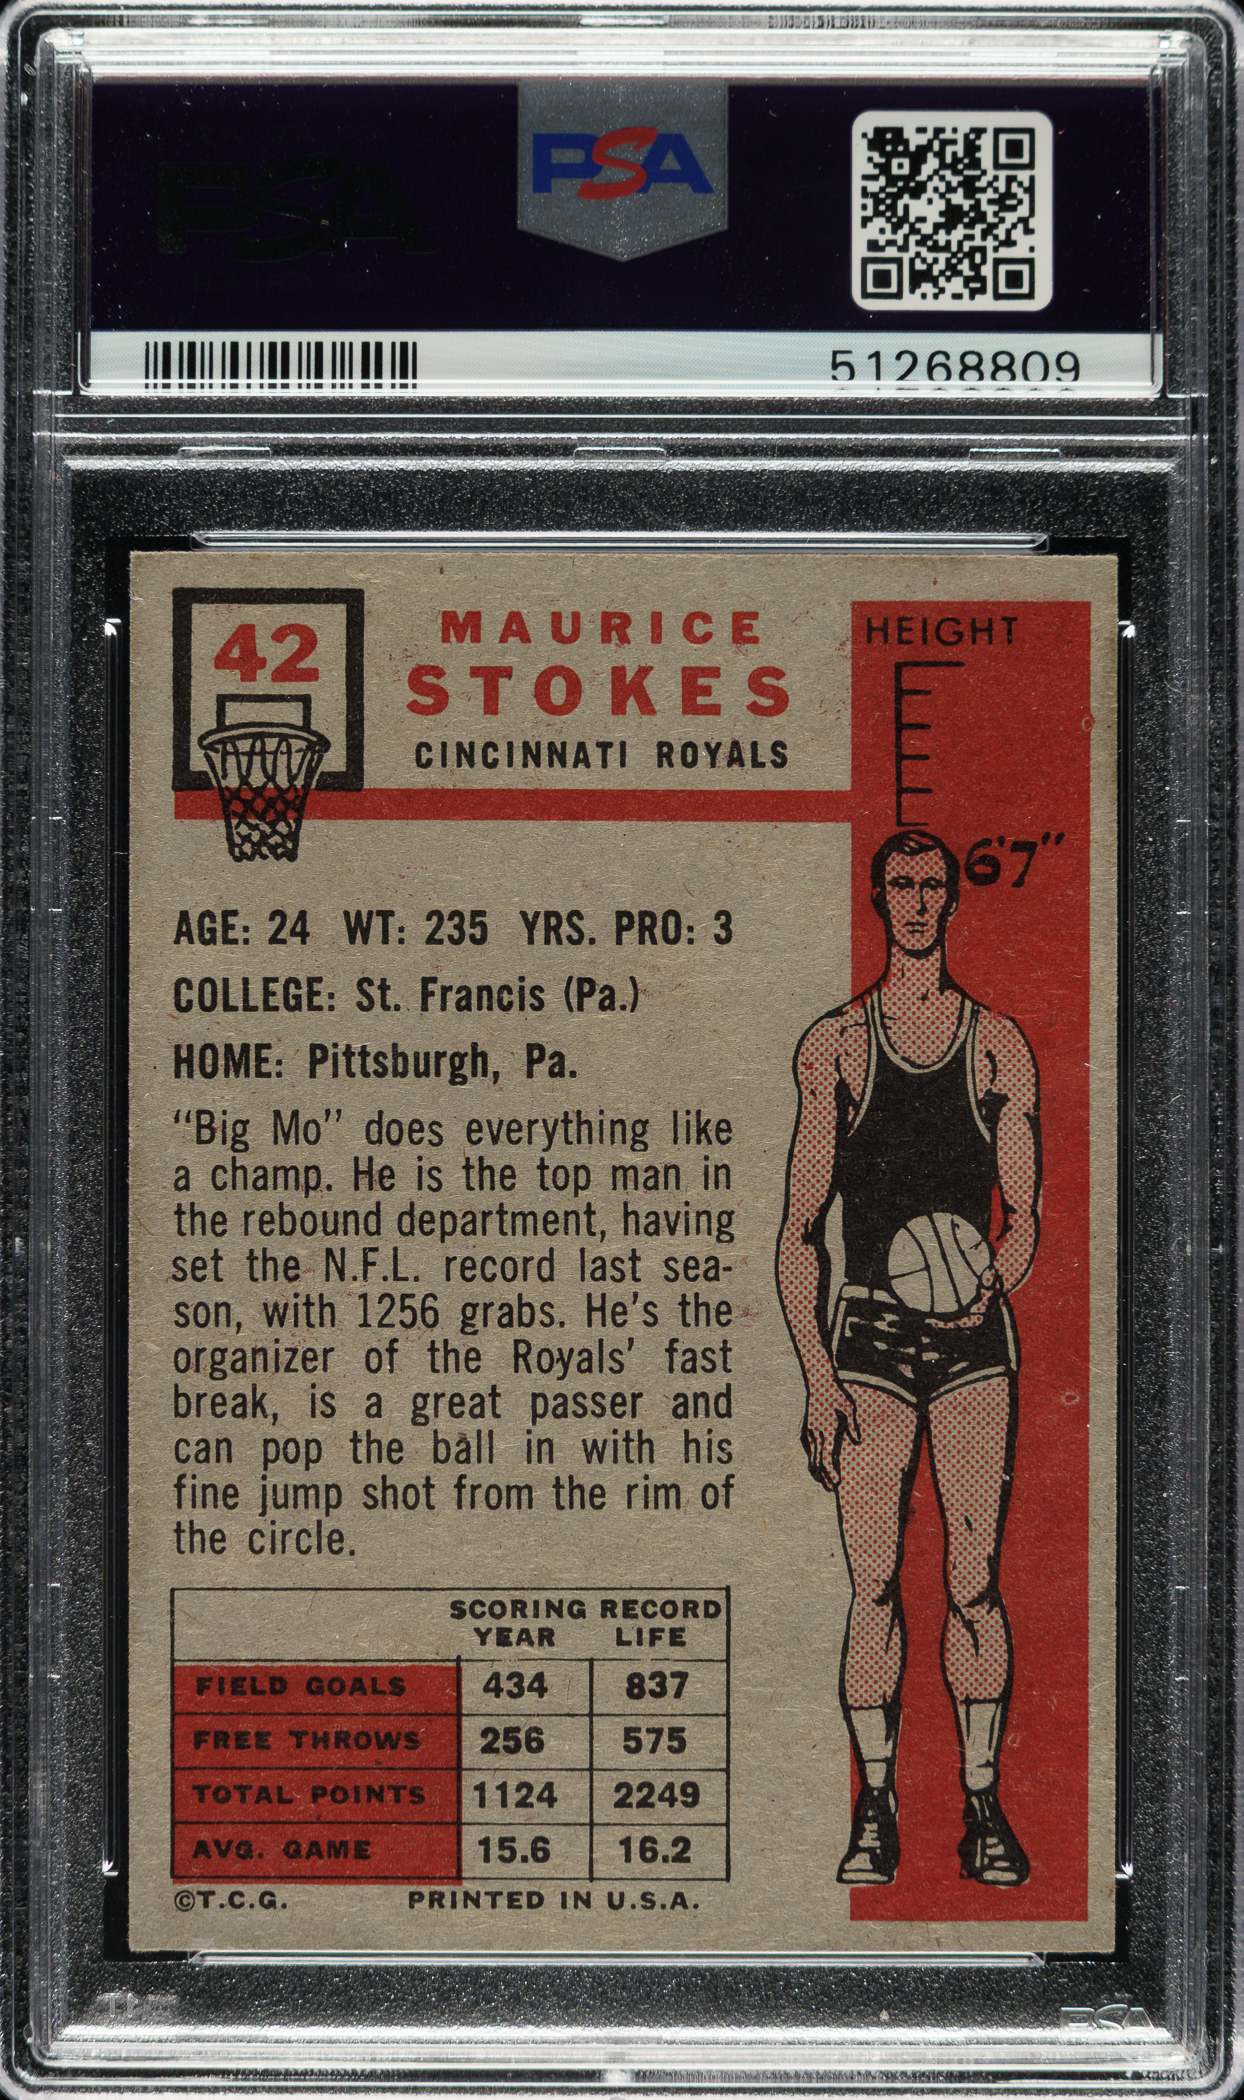 PSA
PSA
51268809
42
MAURICE
STOKES
CINCINNATI ROYALS
HEIGHT
6'7"
AGE: 24 WT: 235 YRS. PRO: 3
COLLEGE: St. Francis (Pa.)
HOME: Pittsburgh, Pa.
"Big Mo" does everything like
a champ. He is the top man in
the rebound department, having
set the N.F.L. record last sea-
son, with 1256 grabs. He's the
organizer of the Royals' fast
break, is a great passer and
can pop the ball in with his
fine jump shot from the rim of
the circle.
SCORING RECORD
YEAR LIFE
FIELD GOALS 434 837
FREE THROWS 256 575
TOTAL POINTS 1124 2249
AVG. GAME 15.6 16.2
©T.C.G. PRINTED IN U.S.A.
PSA